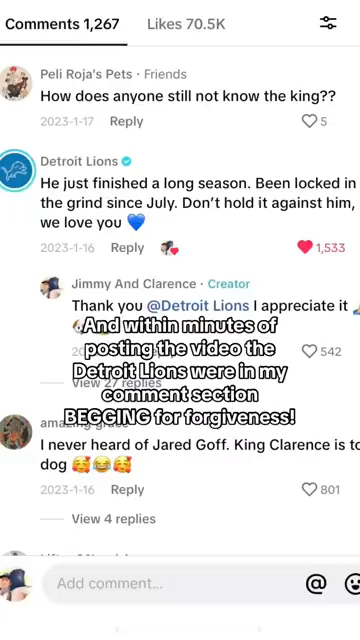 Comments 1,267
Likes 70.5K
Peli Roja's Pets · Friends
How does anyone still not know the king??
2023-1-17 Reply 5
Detroit Lions
He just finished a long season. Been locked in
the grind since July. Don't hold it against him,
we love you 💙
2023-1-16 Reply 1,533
Jimmy And Clarence · Creator
Thank you @Detroit Lions I appreciate it
And within minutes of
posting the video the
Detroit Lions were in my
comment section
BEGGING for forgiveness!
542
View 27 replies
amazing grace
I never heard of Jared Goff. King Clarence is to
dog 🥰😂🥰
2023-1-16 Reply 801
View 4 replies
Add comment...
@